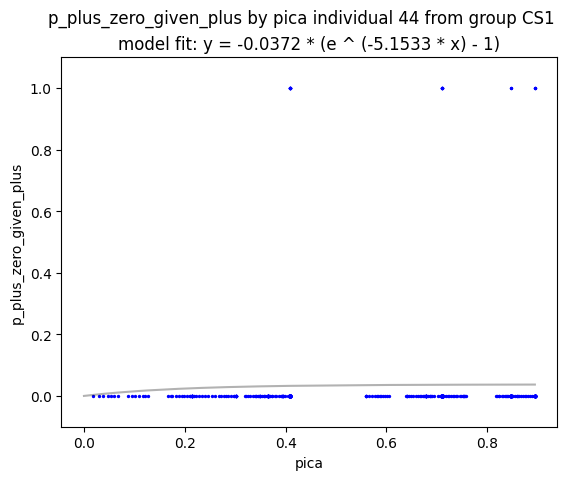 p_plus_zero_given_plus by pica individual 44 from group CS1
model fit: y = -0.0372 * (e ^ (-5.1533 * x) - 1)
p_plus_zero_given_plus
1.0
0.8
0.6
0.4
0.2
0.0
0.0 0.2 0.4 0.6 0.8
pica